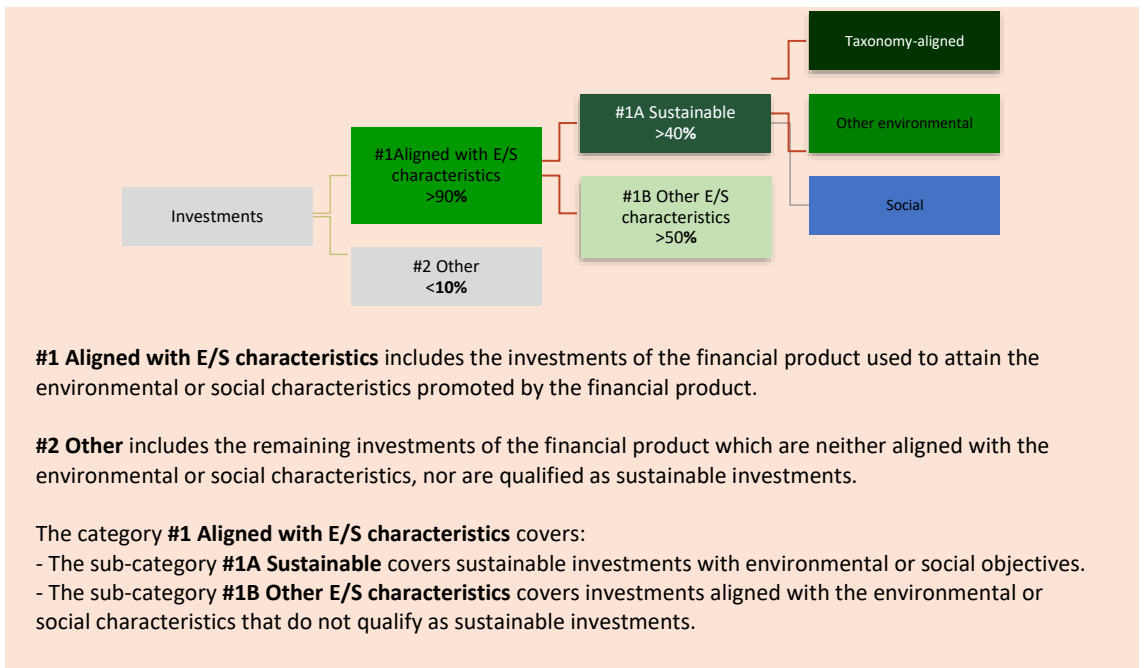 Taxonomy-aligned
#1A Sustainable
>40%
Other environmental
#1Aligned with E/S
characteristics
>90%
#1B Other E/S
characteristics
>50%
Investments
Social
#2 Other
<10%
#1 Aligned with E/S characteristics includes the investments of the financial product used to attain the
environmental or social characteristics promoted by the financial product.
#2 Other includes the remaining investments of the financial product which are neither aligned with the
environmental or social characteristics, nor are qualified as sustainable investments.
The category #1 Aligned with E/S characteristics covers:
- The sub-category #1A Sustainable covers sustainable investments with environmental or social objectives.
- The sub-category #1B Other E/S characteristics covers investments aligned with the environmental or
social characteristics that do not qualify as sustainable investments.